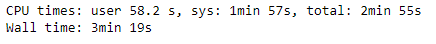 CPU times: user 58.2 s, sys: 1min 57s, total: 2min 55s
Wall time: 3min 19s